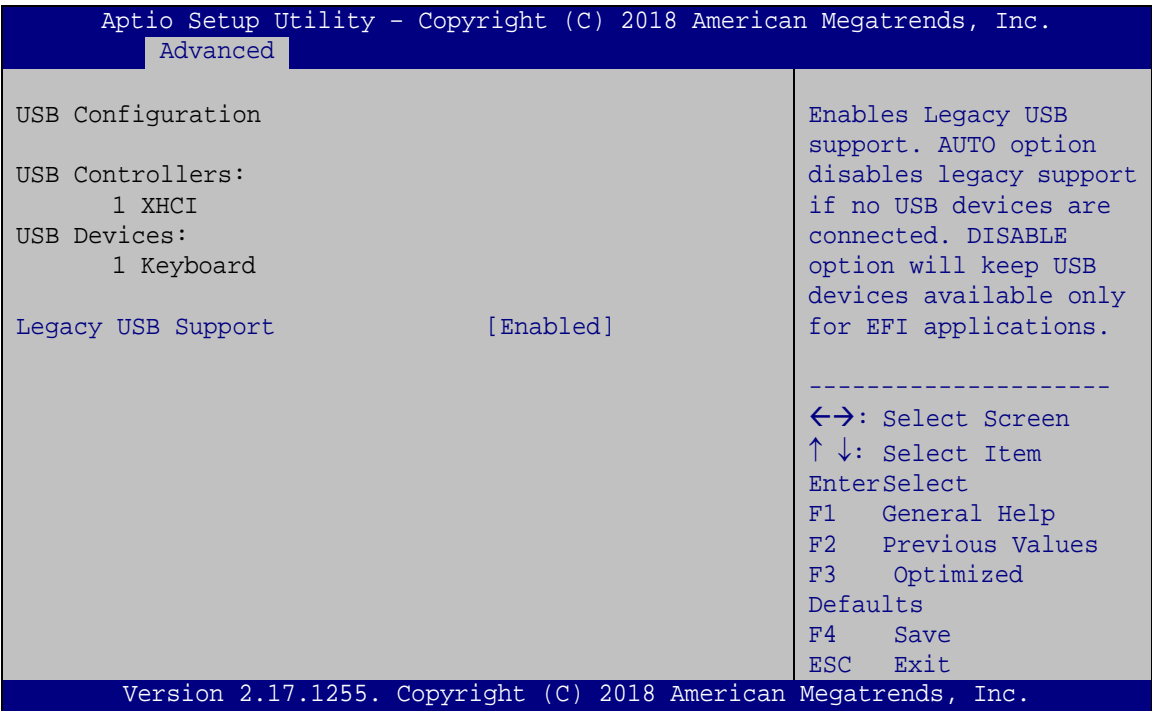 Aptio Setup Utility – Copyright (C) 2018 American Megatrends, Inc.
Advanced
USB Configuration
USB Controllers:
1 XHCI
USB Devices:
1 Keyboard
Legacy USB Support [Enabled]
Enables Legacy USB
support. AUTO option
disables legacy support
if no USB devices are
connected. DISABLE
option will keep USB
devices available only
for EFI applications.
---------------------
←→: Select Screen
↑ ↓: Select Item
EnterSelect
F1 General Help
F2 Previous Values
F3 Optimized
Defaults
F4 Save
ESC Exit
Version 2.17.1255. Copyright (C) 2018 American Megatrends, Inc.